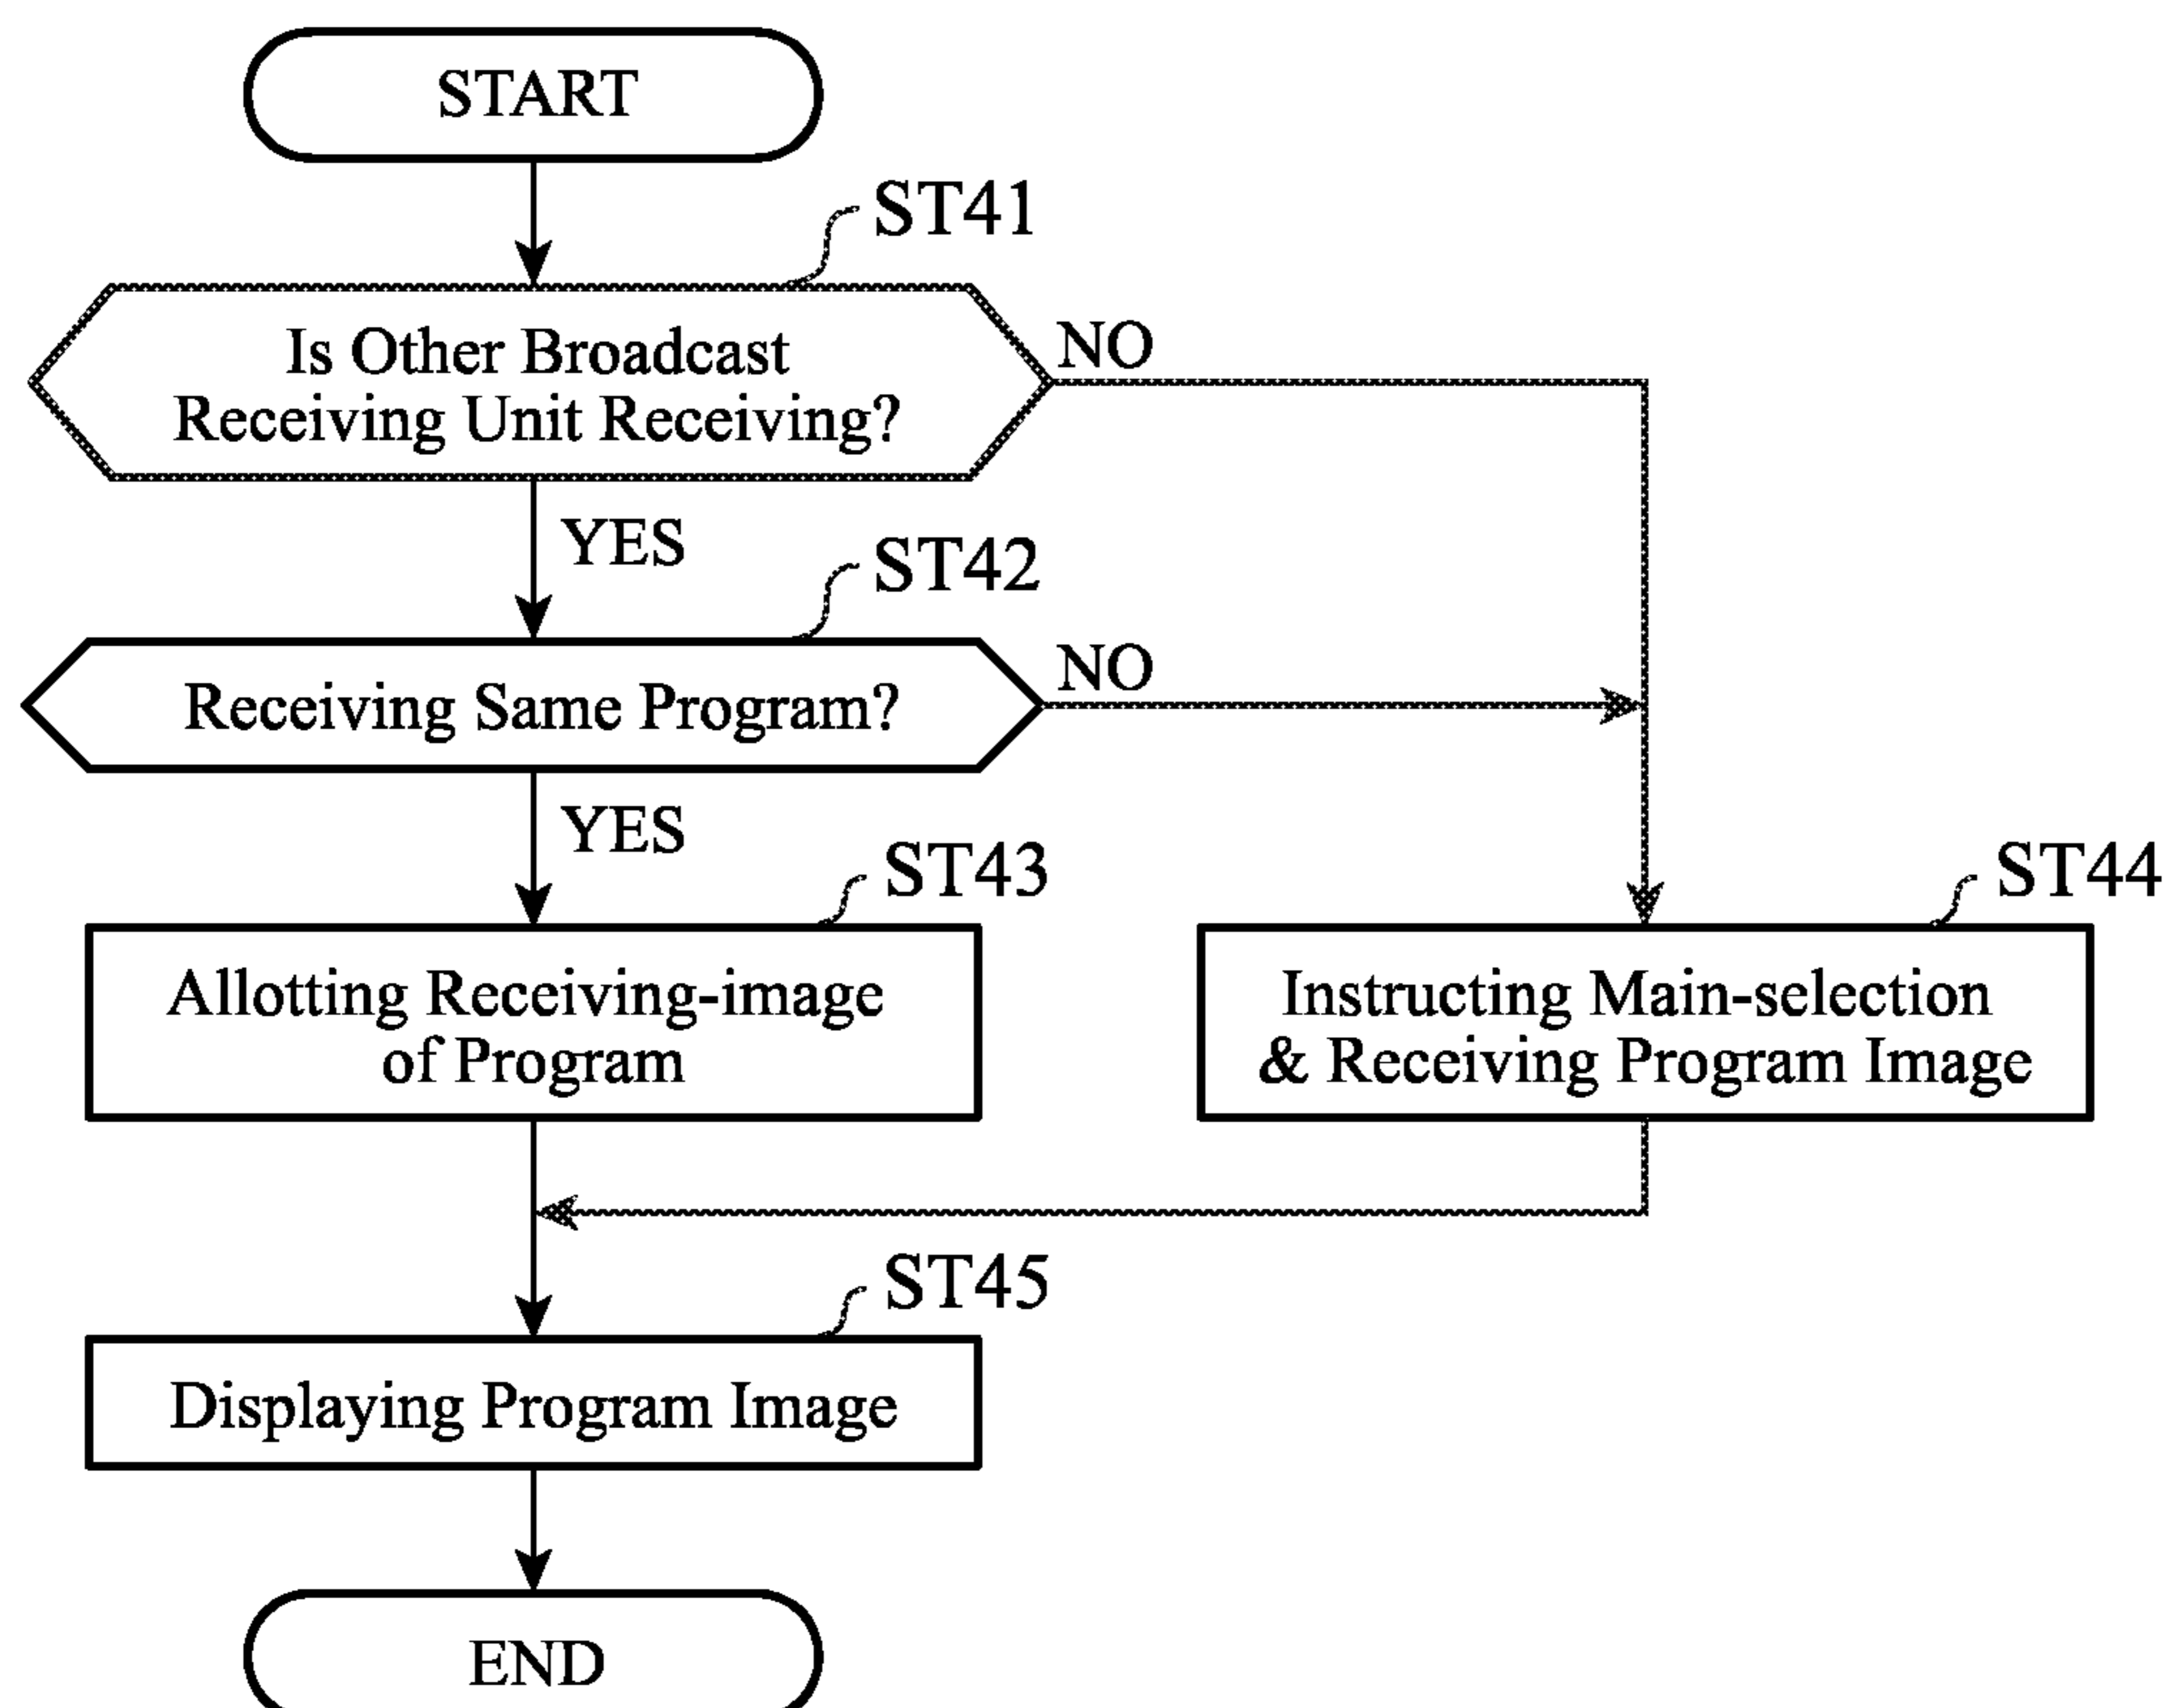 START
ST41
Is Other Broadcast
Receiving Unit Receiving?
NO
YES
ST42
Receiving Same Program?
NO
YES
ST43
ST44
Allotting Receiving-image
of Program
Instructing Main-selection
& Receiving Program Image
ST45
Displaying Program Image
END